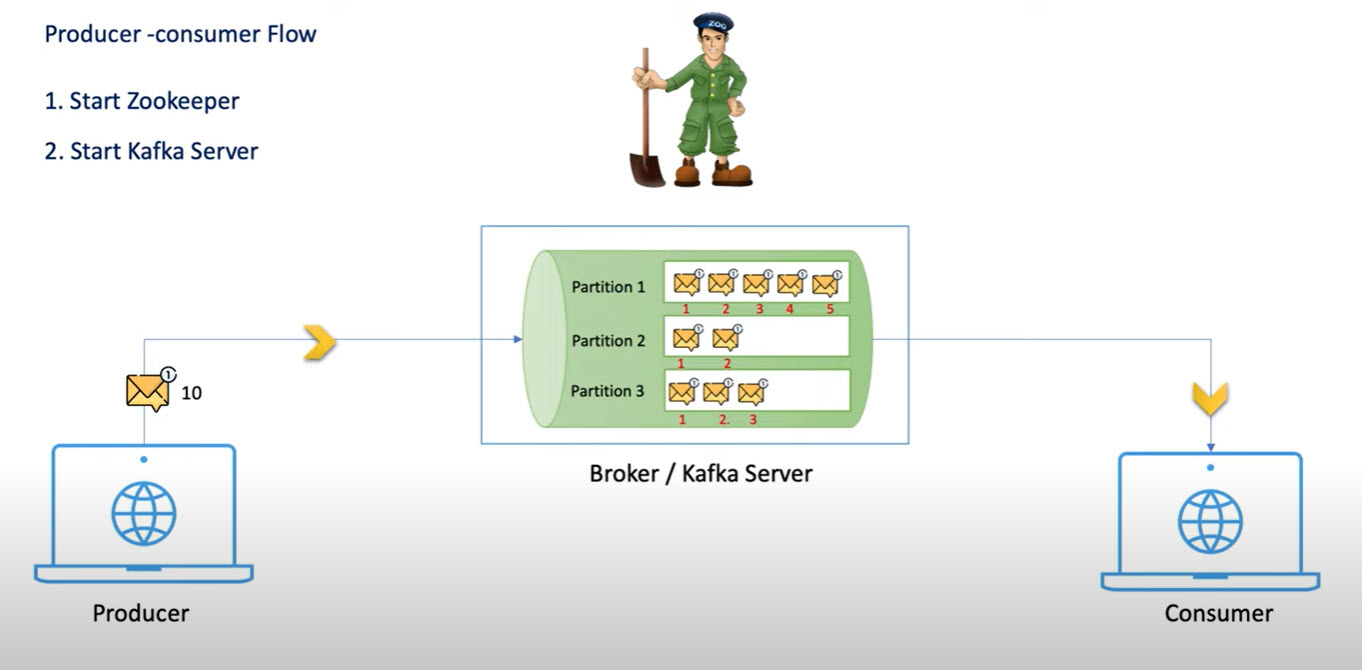 Producer -consumer Flow
1. Start Zookeeper
2. Start Kafka Server
ZOO
Partition 1
1 2 3 4 5
Partition 2
1 2
Partition 3
1 2. 3
10
Broker / Kafka Server
Producer
Consumer